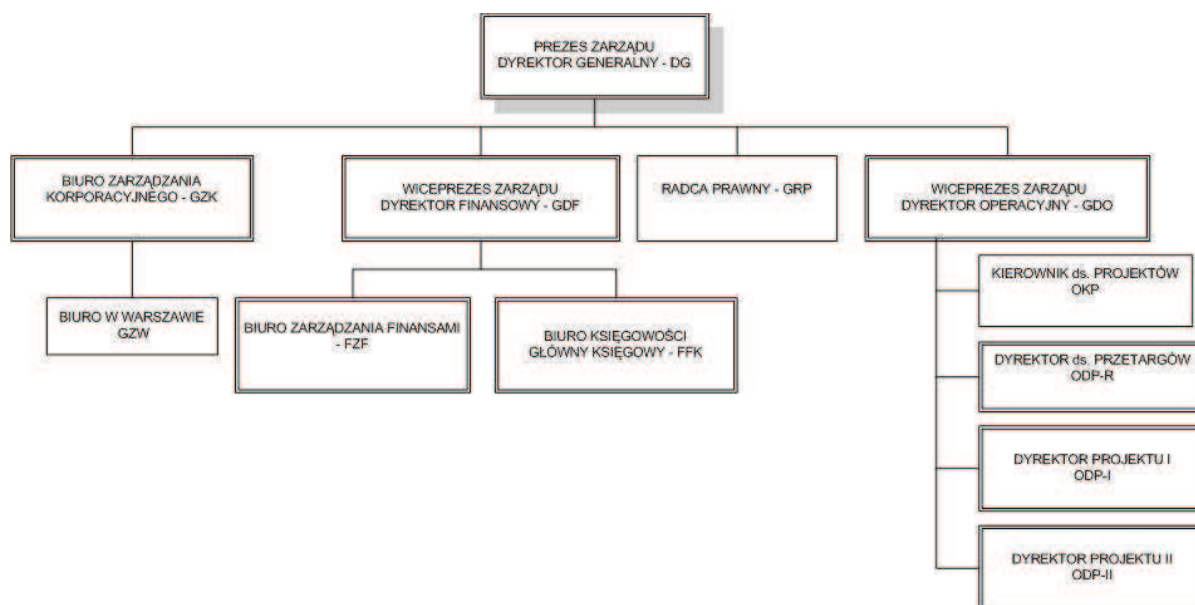 PREZES ZARZĄDU
DYREKTOR GENERALNY - DG
BIURO ZARZĄDZANIA
KORPORACYJNEGO - GZK
WICEPREZES ZARZĄDU
DYREKTOR FINANSOWY - GDF
RADCA PRAWNY - GRP
WICEPREZES ZARZĄDU
DYREKTOR OPERACYJNY - GDO
BIURO W WARSZAWIE
GZW
BIURO ZARZĄDZANIA FINANSAMI
- FZF
BIURO KSIĘGOWOŚCI
GŁÓWNY KSIĘGOWY - FFK
KIEROWNIK ds. PROJEKTÓW
OKP
DYREKTOR ds. PRZETARGÓW
ODP-R
DYREKTOR PROJEKTU I
ODP-I
DYREKTOR PROJEKTU II
ODP-II